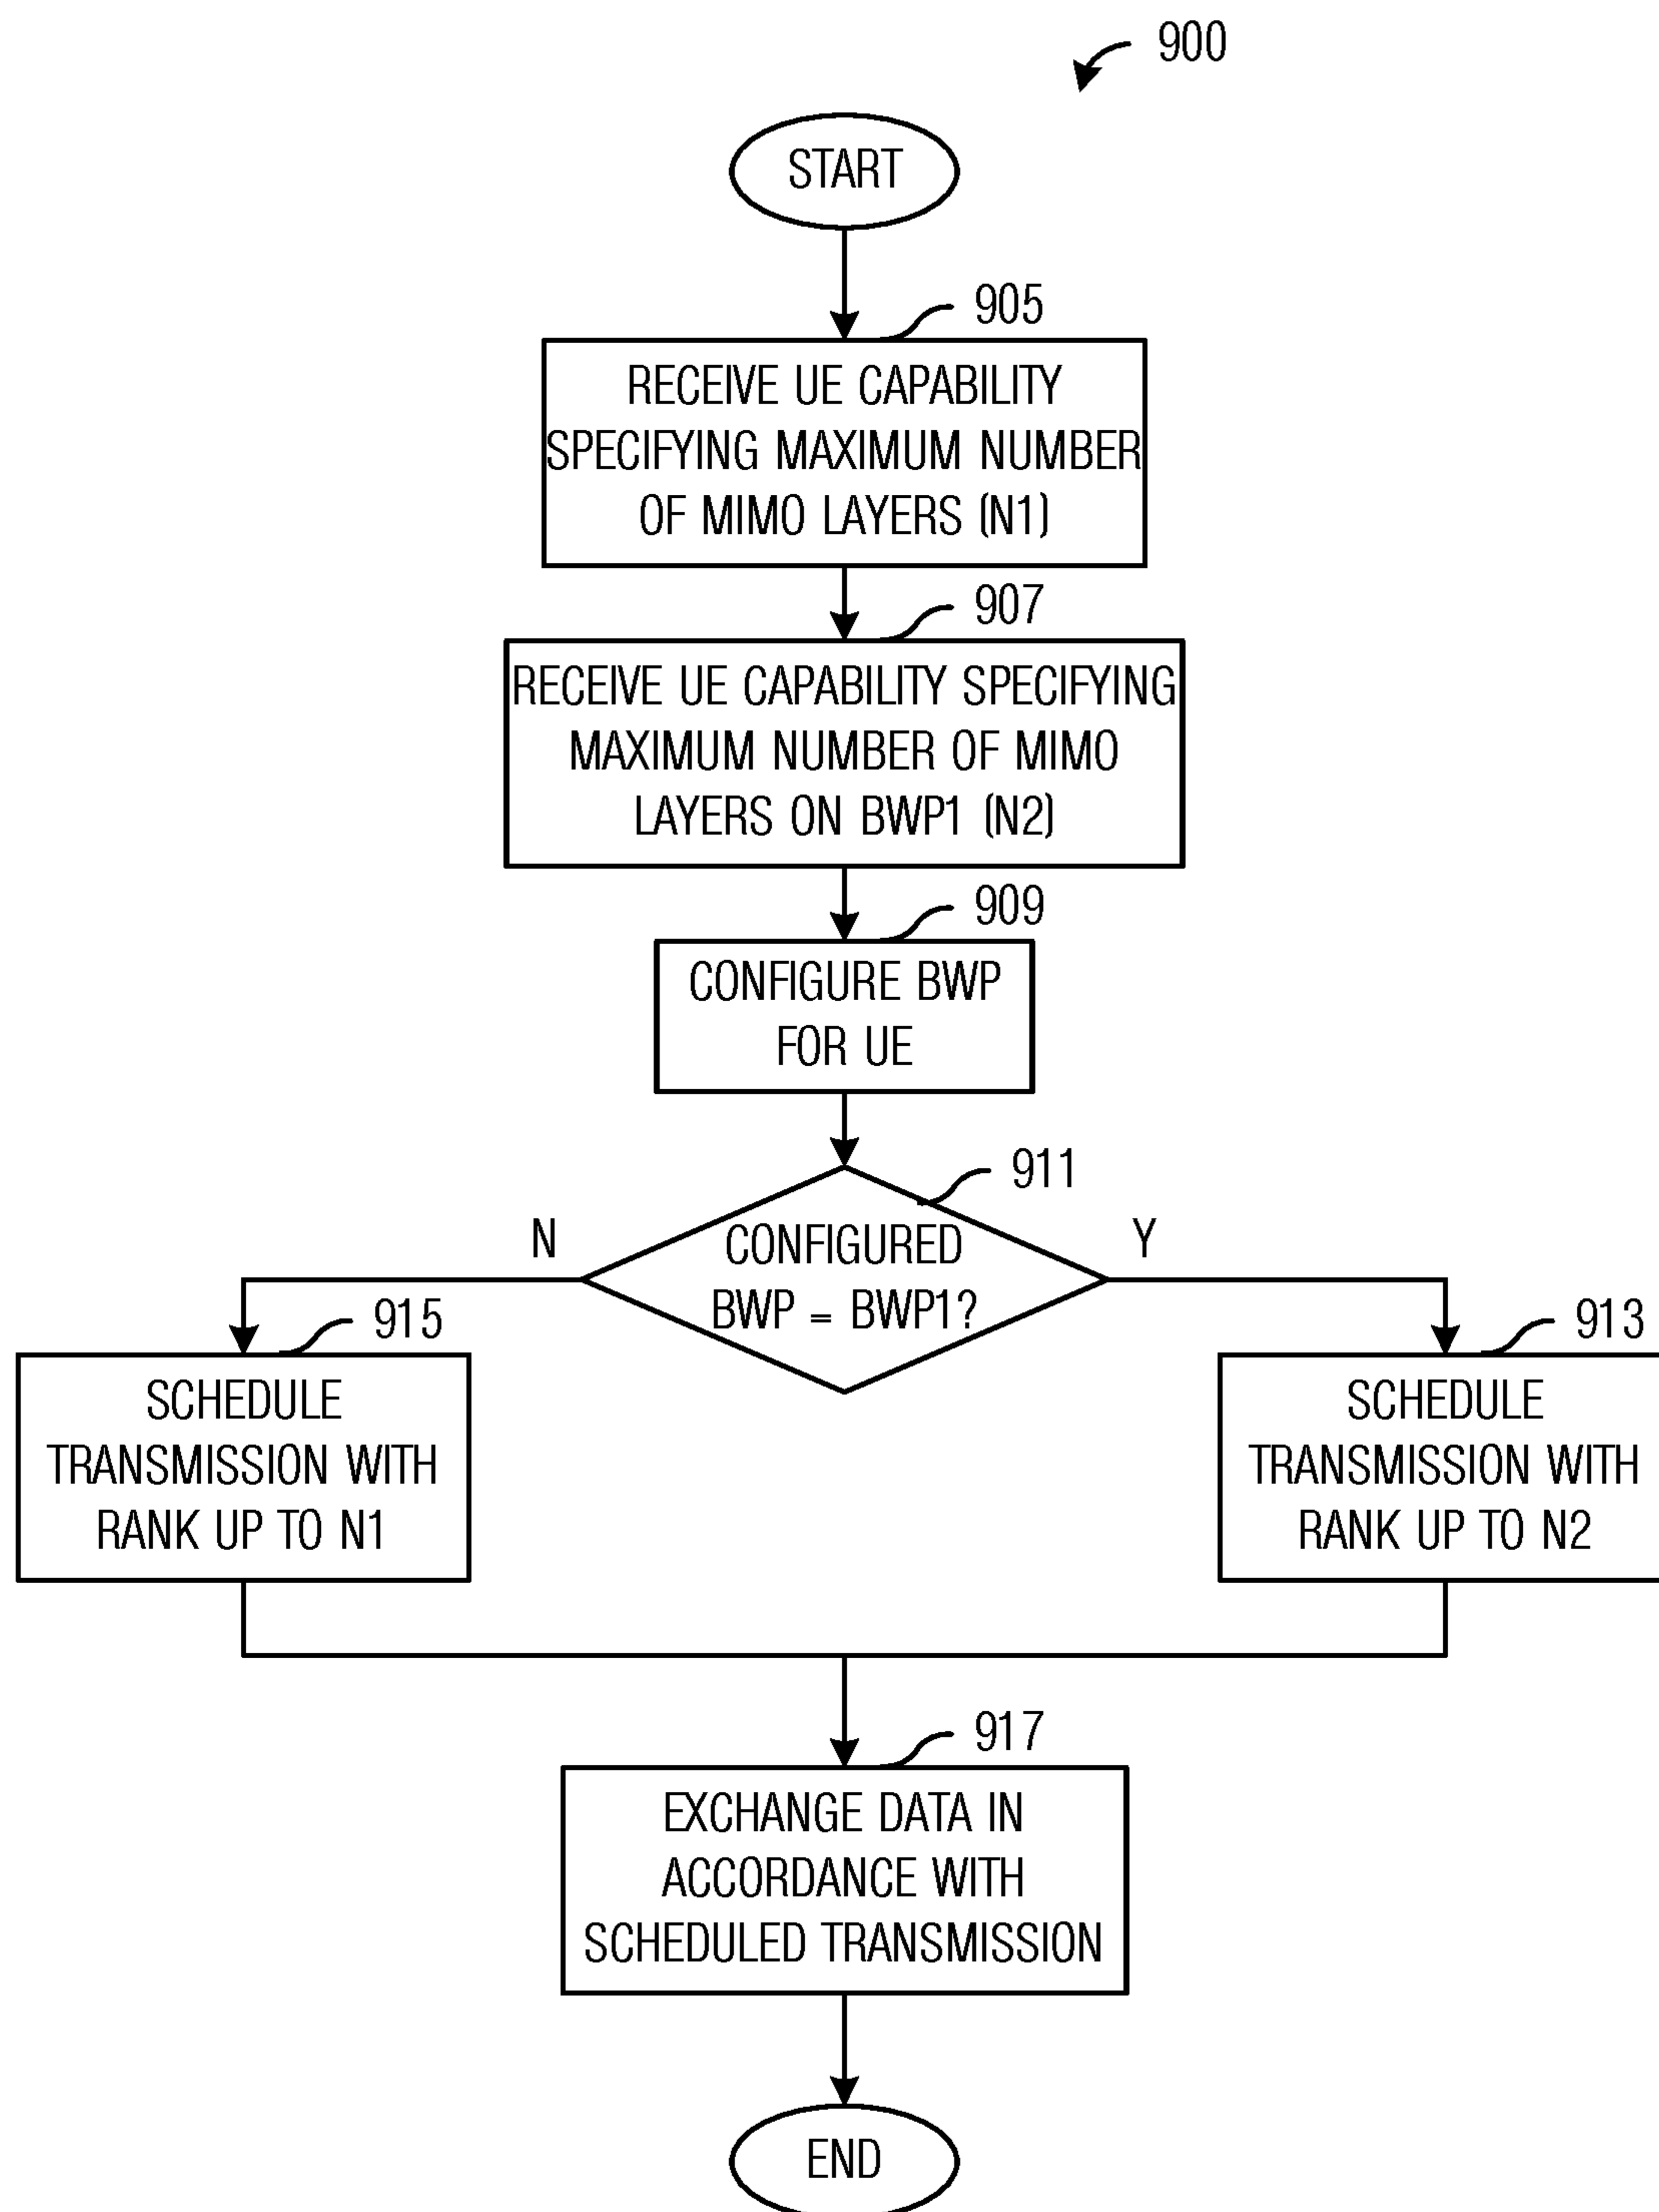 900
START
905
RECEIVE UE CAPABILITY
SPECIFYING MAXIMUM NUMBER
OF MIMO LAYERS (N1)
907
RECEIVE UE CAPABILITY SPECIFYING
MAXIMUM NUMBER OF MIMO
LAYERS ON BWP1 (N2)
909
CONFIGURE BWP
FOR UE
911
N
CONFIGURED
BWP = BWP1?
Y
915
SCHEDULE
TRANSMISSION WITH
RANK UP TO N1
913
SCHEDULE
TRANSMISSION WITH
RANK UP TO N2
917
EXCHANGE DATA IN
ACCORDANCE WITH
SCHEDULED TRANSMISSION
END